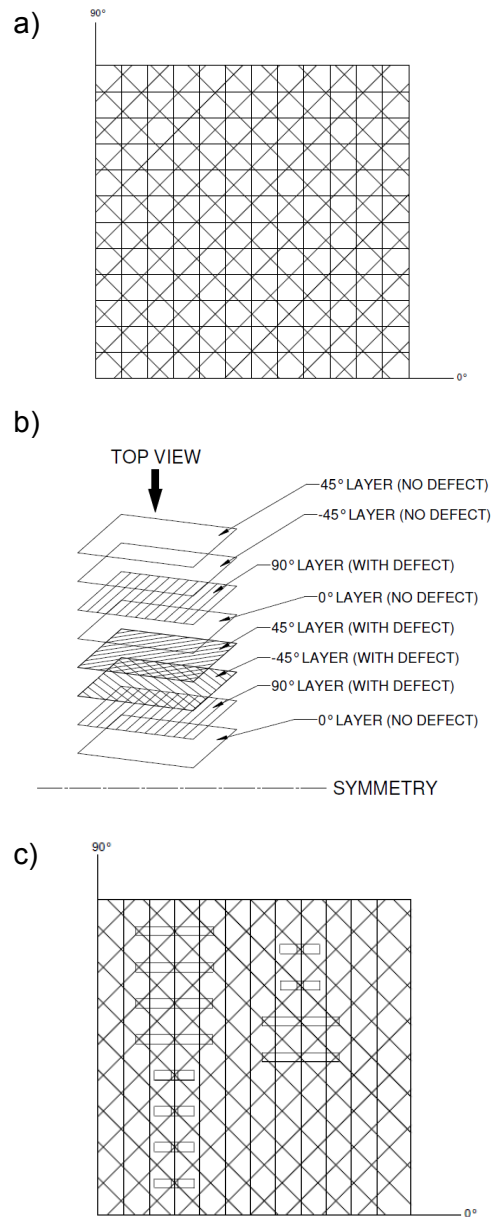 a)
90°
0°
b)
TOP VIEW
45° LAYER (NO DEFECT)
-45° LAYER (NO DEFECT)
90° LAYER (WITH DEFECT)
0° LAYER (NO DEFECT)
45° LAYER (WITH DEFECT)
-45° LAYER (WITH DEFECT)
90° LAYER (WITH DEFECT)
0° LAYER (NO DEFECT)
SYMMETRY
c)
90°
0°